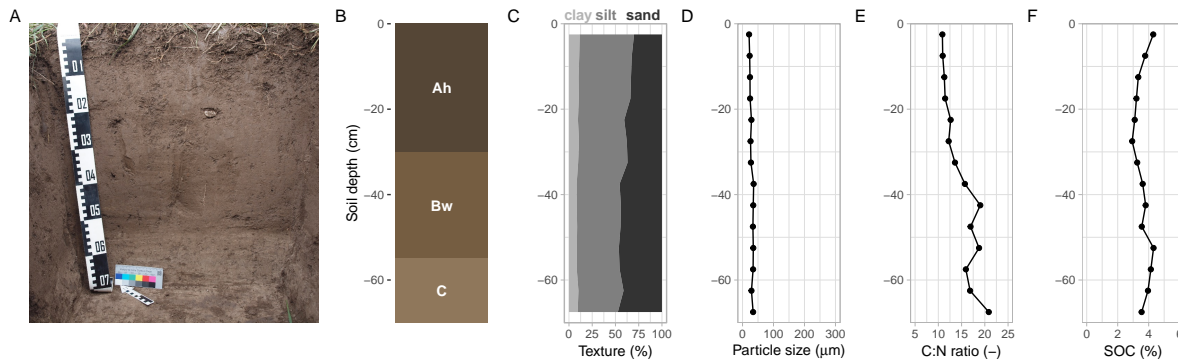 A
01
02
03
04
05
06
07
B
Soil depth (cm)
0
−20
−40
−60
Ah
Bw
C
C
clay silt sand
0
−20
−40
−60
0 25 50 75 100
Texture (%)
D
0
−20
−40
−60
0 100 200 300
Particle size (μm)
E
0
−20
−40
−60
5 10 15 20 25
C:N ratio (−)
F
0
−20
−40
−60
0 2 4 6
SOC (%)